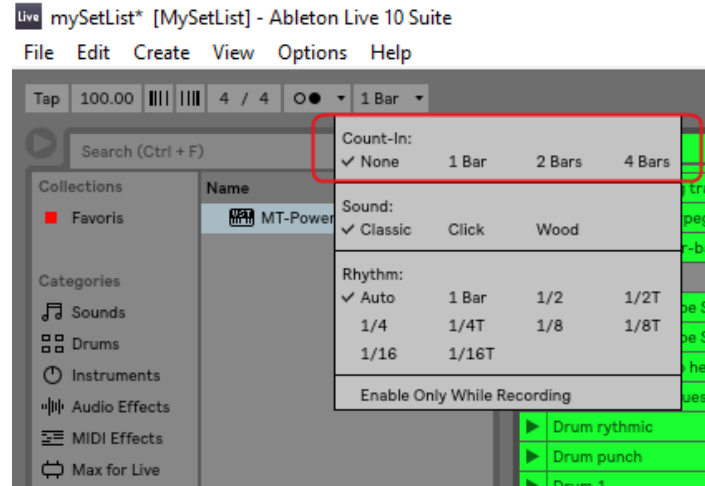 Live mySetList* [MySetList] - Ableton Live 10 Suite
File Edit Create View Options Help
Tap 100.00 4 / 4 1 Bar
Search (Ctrl + F)
Count-In:
None 1 Bar 2 Bars 4 Bars
Collections
Name
Favoris
MT-Power
Sound:
Classic Click Wood
Categories
Sounds
Drums
Instruments
Audio Effects
MIDI Effects
Max for Live
Rhythm:
Auto 1 Bar 1/2 1/2T
1/4 1/4T 1/8 1/8T
1/16 1/16T
Enable Only While Recording
Drum rythmic
Drum punch